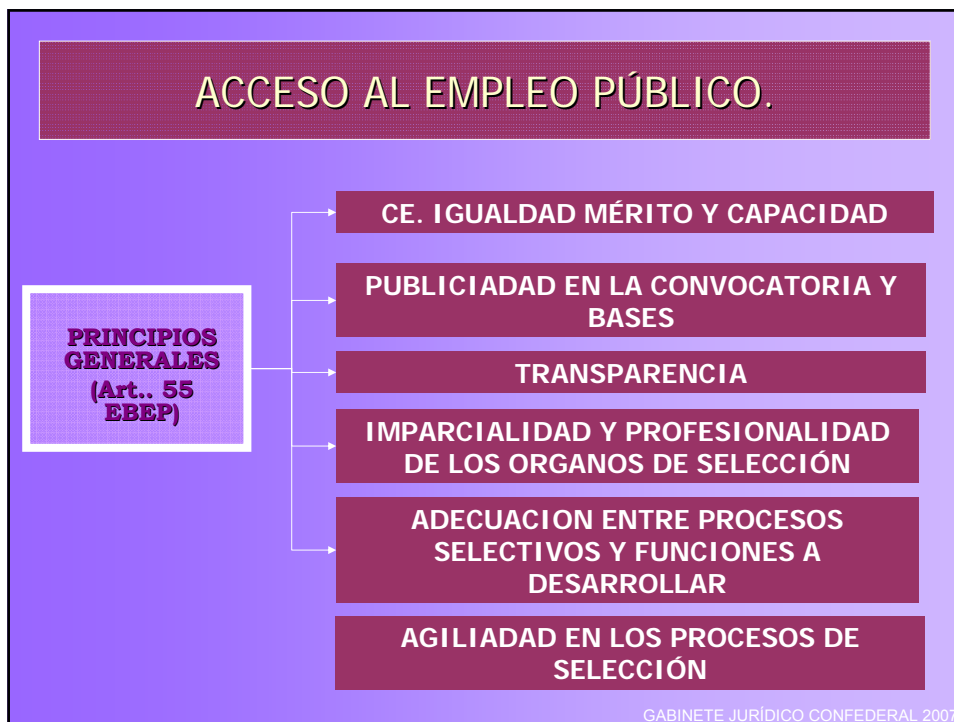 ACCESO AL EMPLEO PÚBLICO.
PRINCIPIOS
GENERALES
(Art.. 55
EBEP)
CE. IGUALDAD MÉRITO Y CAPACIDAD
PUBLICIADAD EN LA CONVOCATORIA Y
BASES
TRANSPARENCIA
IMPARCIALIDAD Y PROFESIONALIDAD
DE LOS ORGANOS DE SELECCIÓN
ADECUACION ENTRE PROCESOS
SELECTIVOS Y FUNCIONES A
DESARROLLAR
AGILIADAD EN LOS PROCESOS DE
SELECCIÓN
GABINETE JURÍDICO CONFEDERAL 2007